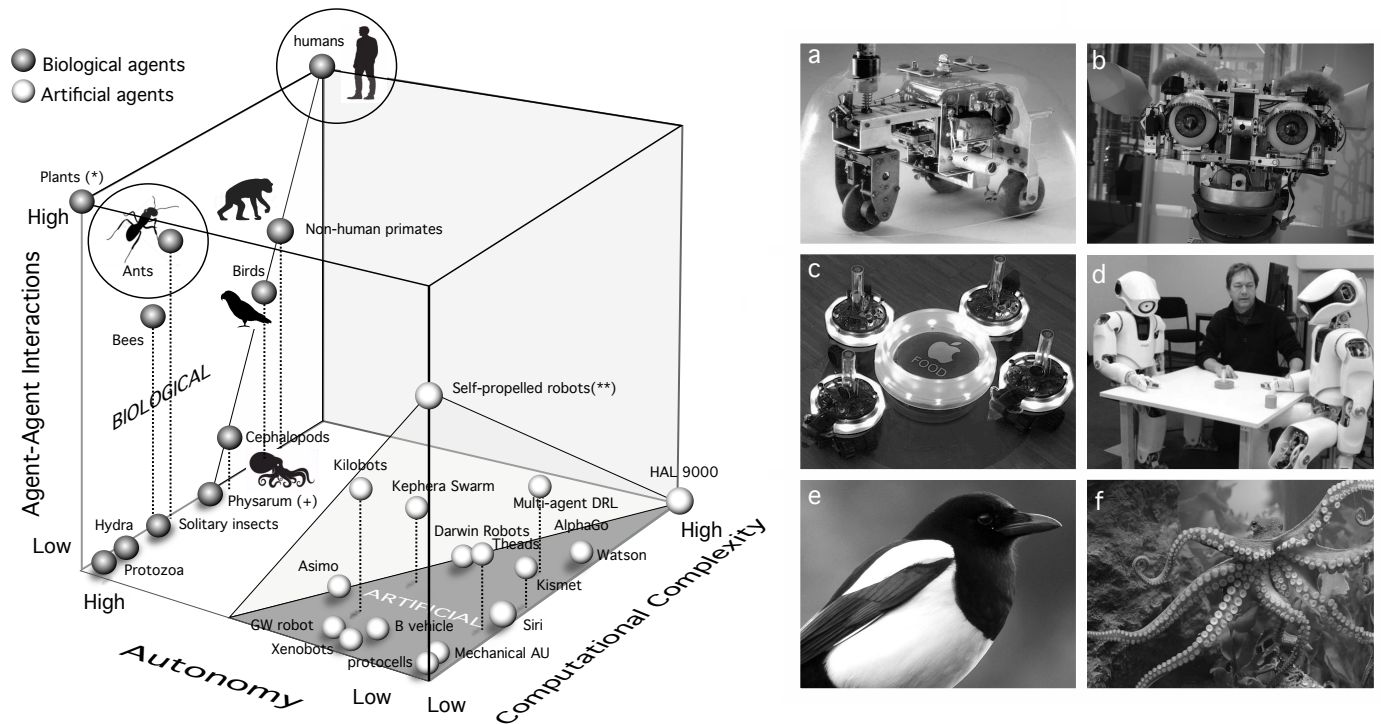 humans
Biological agents
Artificial agents
Plants (*)
High
Ants
Non-human primates
Birds
Bees
BIOLOGICAL
Agent-Agent Interactions
Self-propelled robots(**)
Cephalopods
Kilobots
HAL 9000
Kephera Swarm
Physarum (+)
Multi-agent DRL
Hydra
Solitary insects
Darwin Robots
AlphaGo
High
Low
Theads
Watson
Protozoa
Asimo
Kismet
High
ARTIFICIAL
GW robot
B vehicle
Siri
Xenobots
protocells
Mechanical AU
Autonomy
Low
Low
Computational Complexity
a
b
c
FOOD
d
e
f